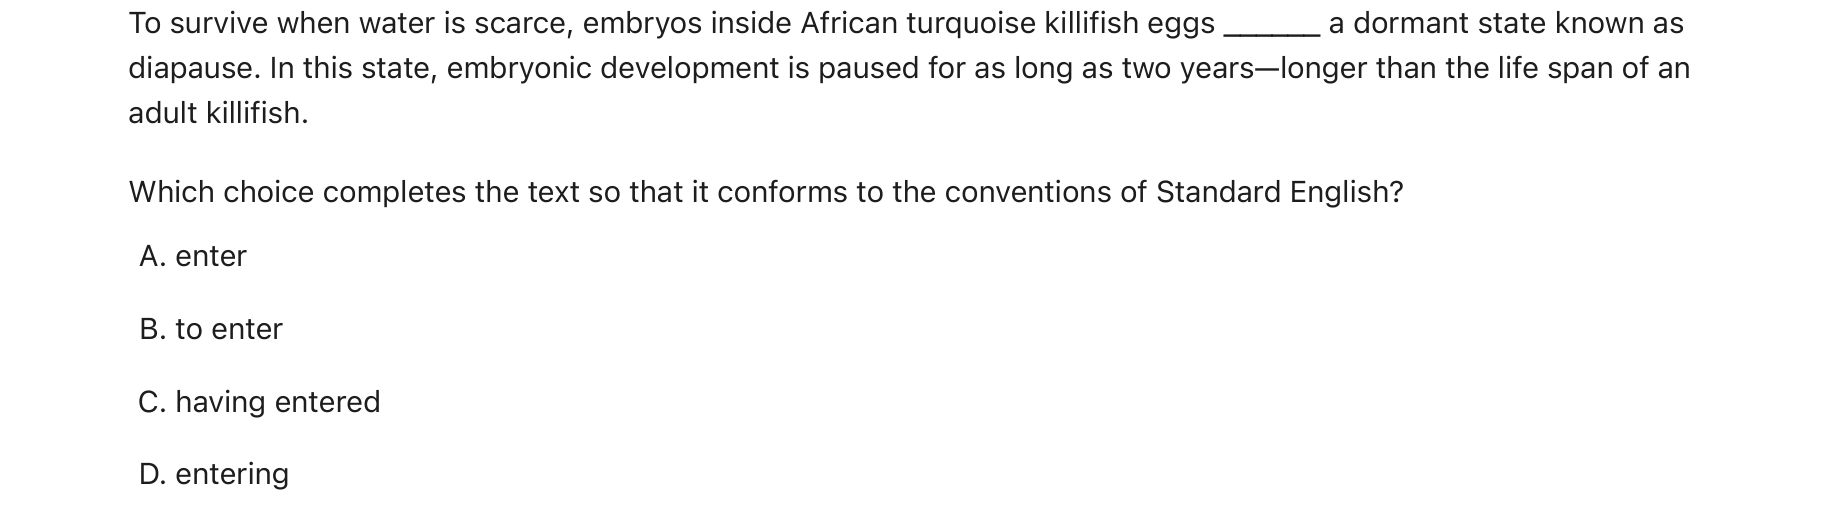 To survive when water is scarce, embryos inside African turquoise killifish eggs ______ a dormant state known as
diapause. In this state, embryonic development is paused for as long as two years—longer than the life span of an
adult killifish.
Which choice completes the text so that it conforms to the conventions of Standard English?
A. enter
B. to enter
C. having entered
D. entering